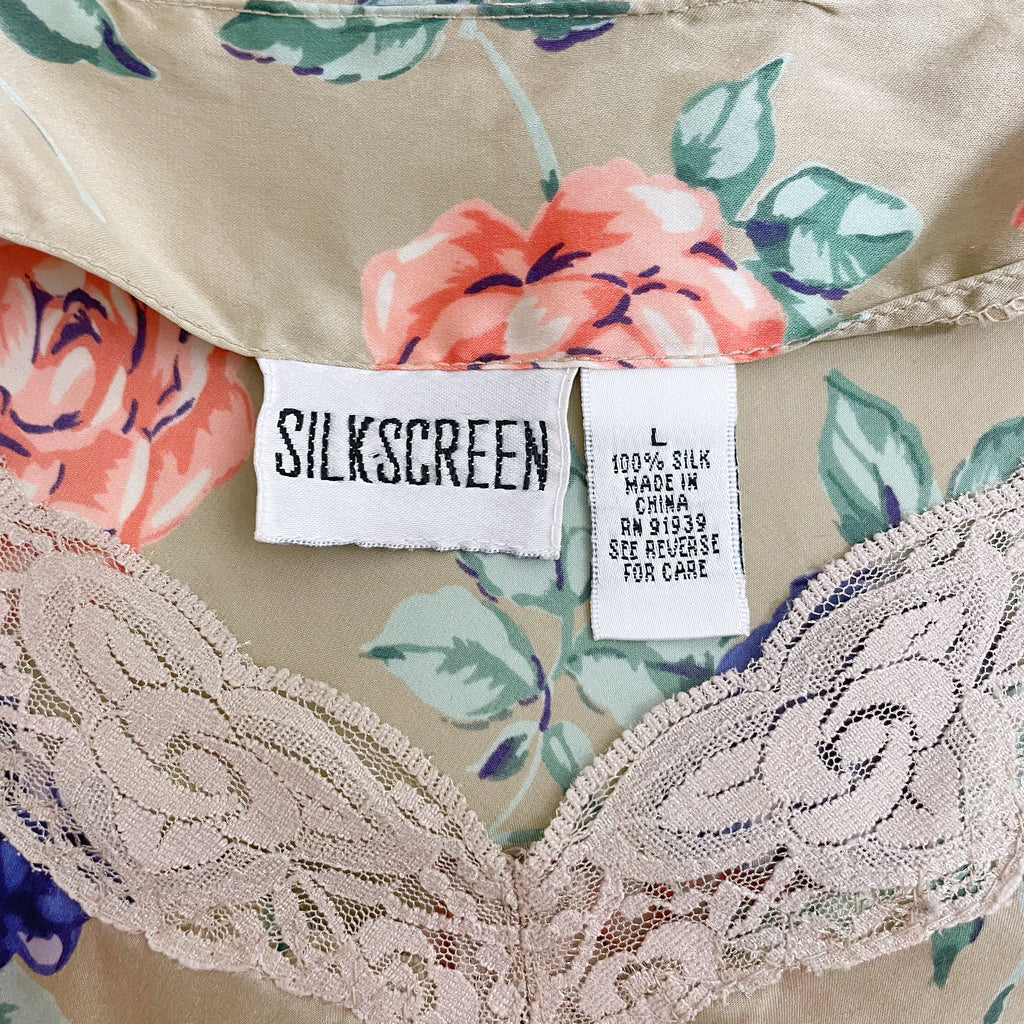 SILKSCREEN
L
100% SILK
MADE IN
CHINA
RN 91939
SEE REVERSE
FOR CARE